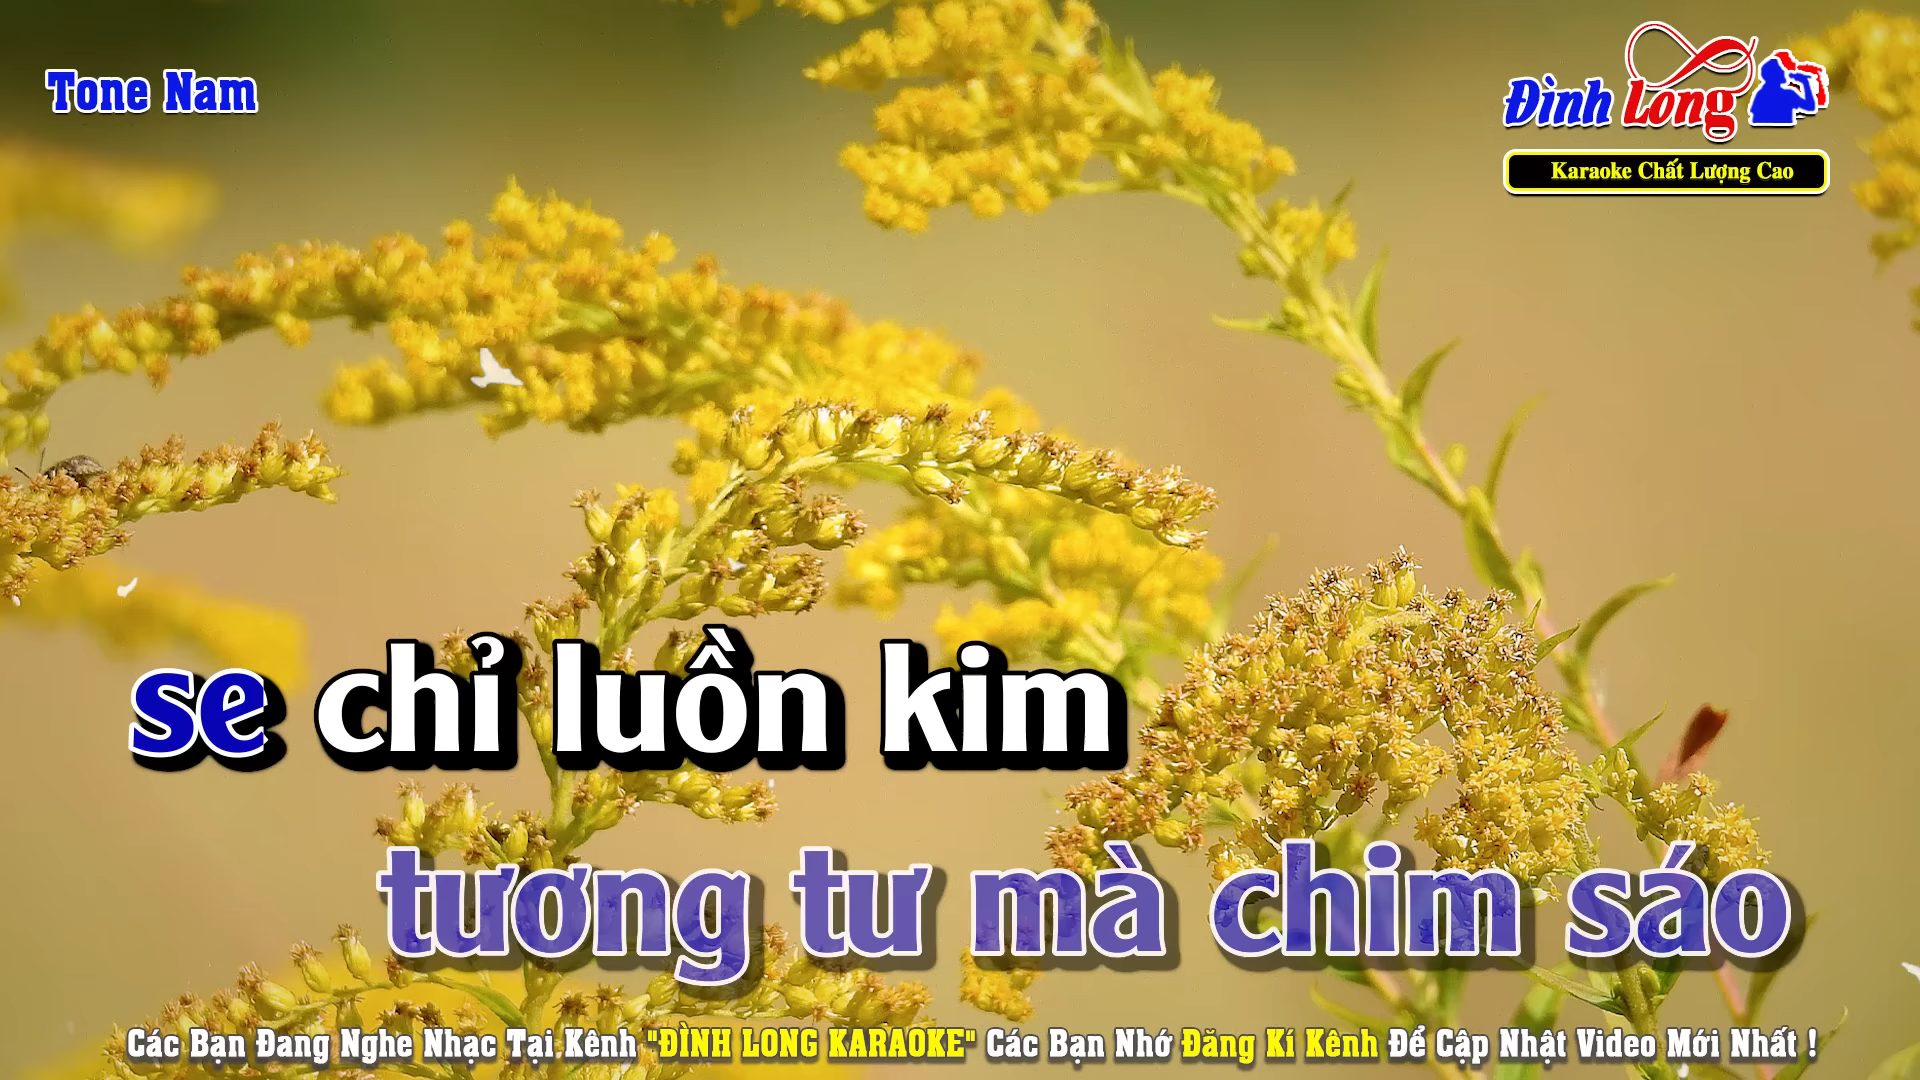 Tone Nam
Đình Long
Karaoke Chất Lượng Cao
se chỉ luồn kim
tương tư mà chim sáo
Các Bạn Đang Nghe Nhạc Tại Kênh "ĐÌNH LONG KARAOKE" Các Bạn Nhớ Đăng Kí Kênh Để Cập Nhật Video Mới Nhất !